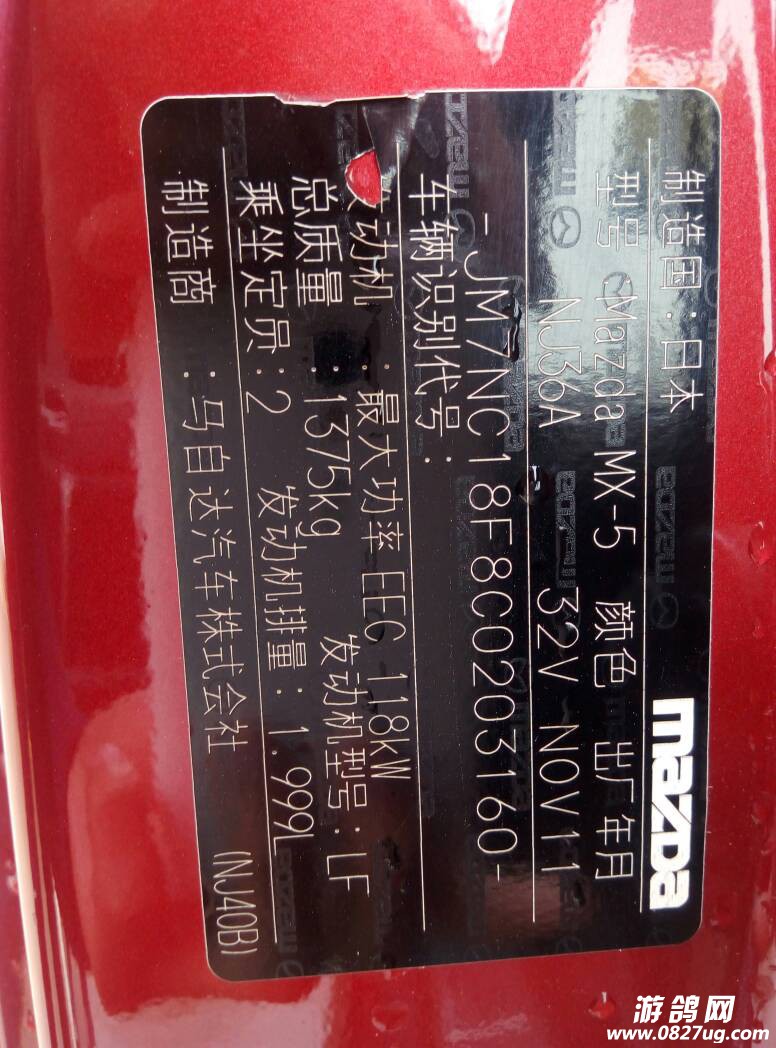 mazda
制造国:日本
型号 Mazda MX-5 颜色 出厂年月
NJ36A 32V NOV11
车辆识别代号:
-JM7NC18F8C0203160-
发动机 :最大功率 EEC 118kW
总质量 :1375kg 发动机型号:LF
乘坐定员:2 发动机排量:1.999L
制造商 :马自达汽车株式会社 (NJ40B)
游鸽网
www.0827ug.com